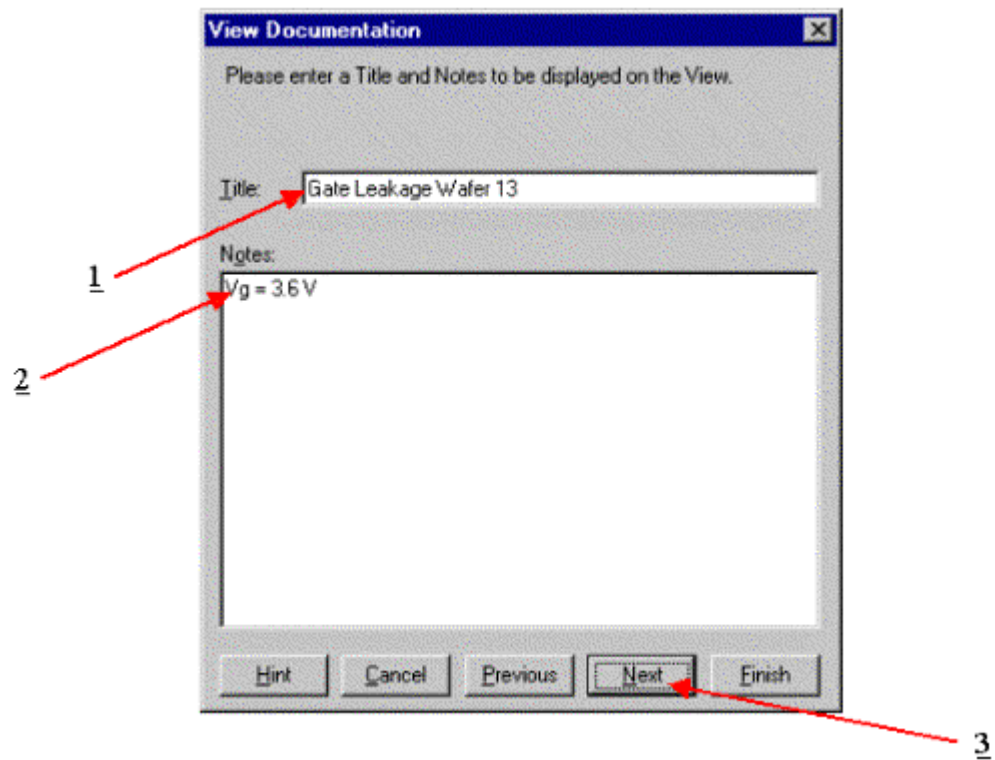 View Documentation
Please enter a Title and Notes to be displayed on the View.
Title: Gate Leakage Wafer 13
1
Notes:
Vg = 3.6 V
2
Hint Cancel Previous Next Finish
3